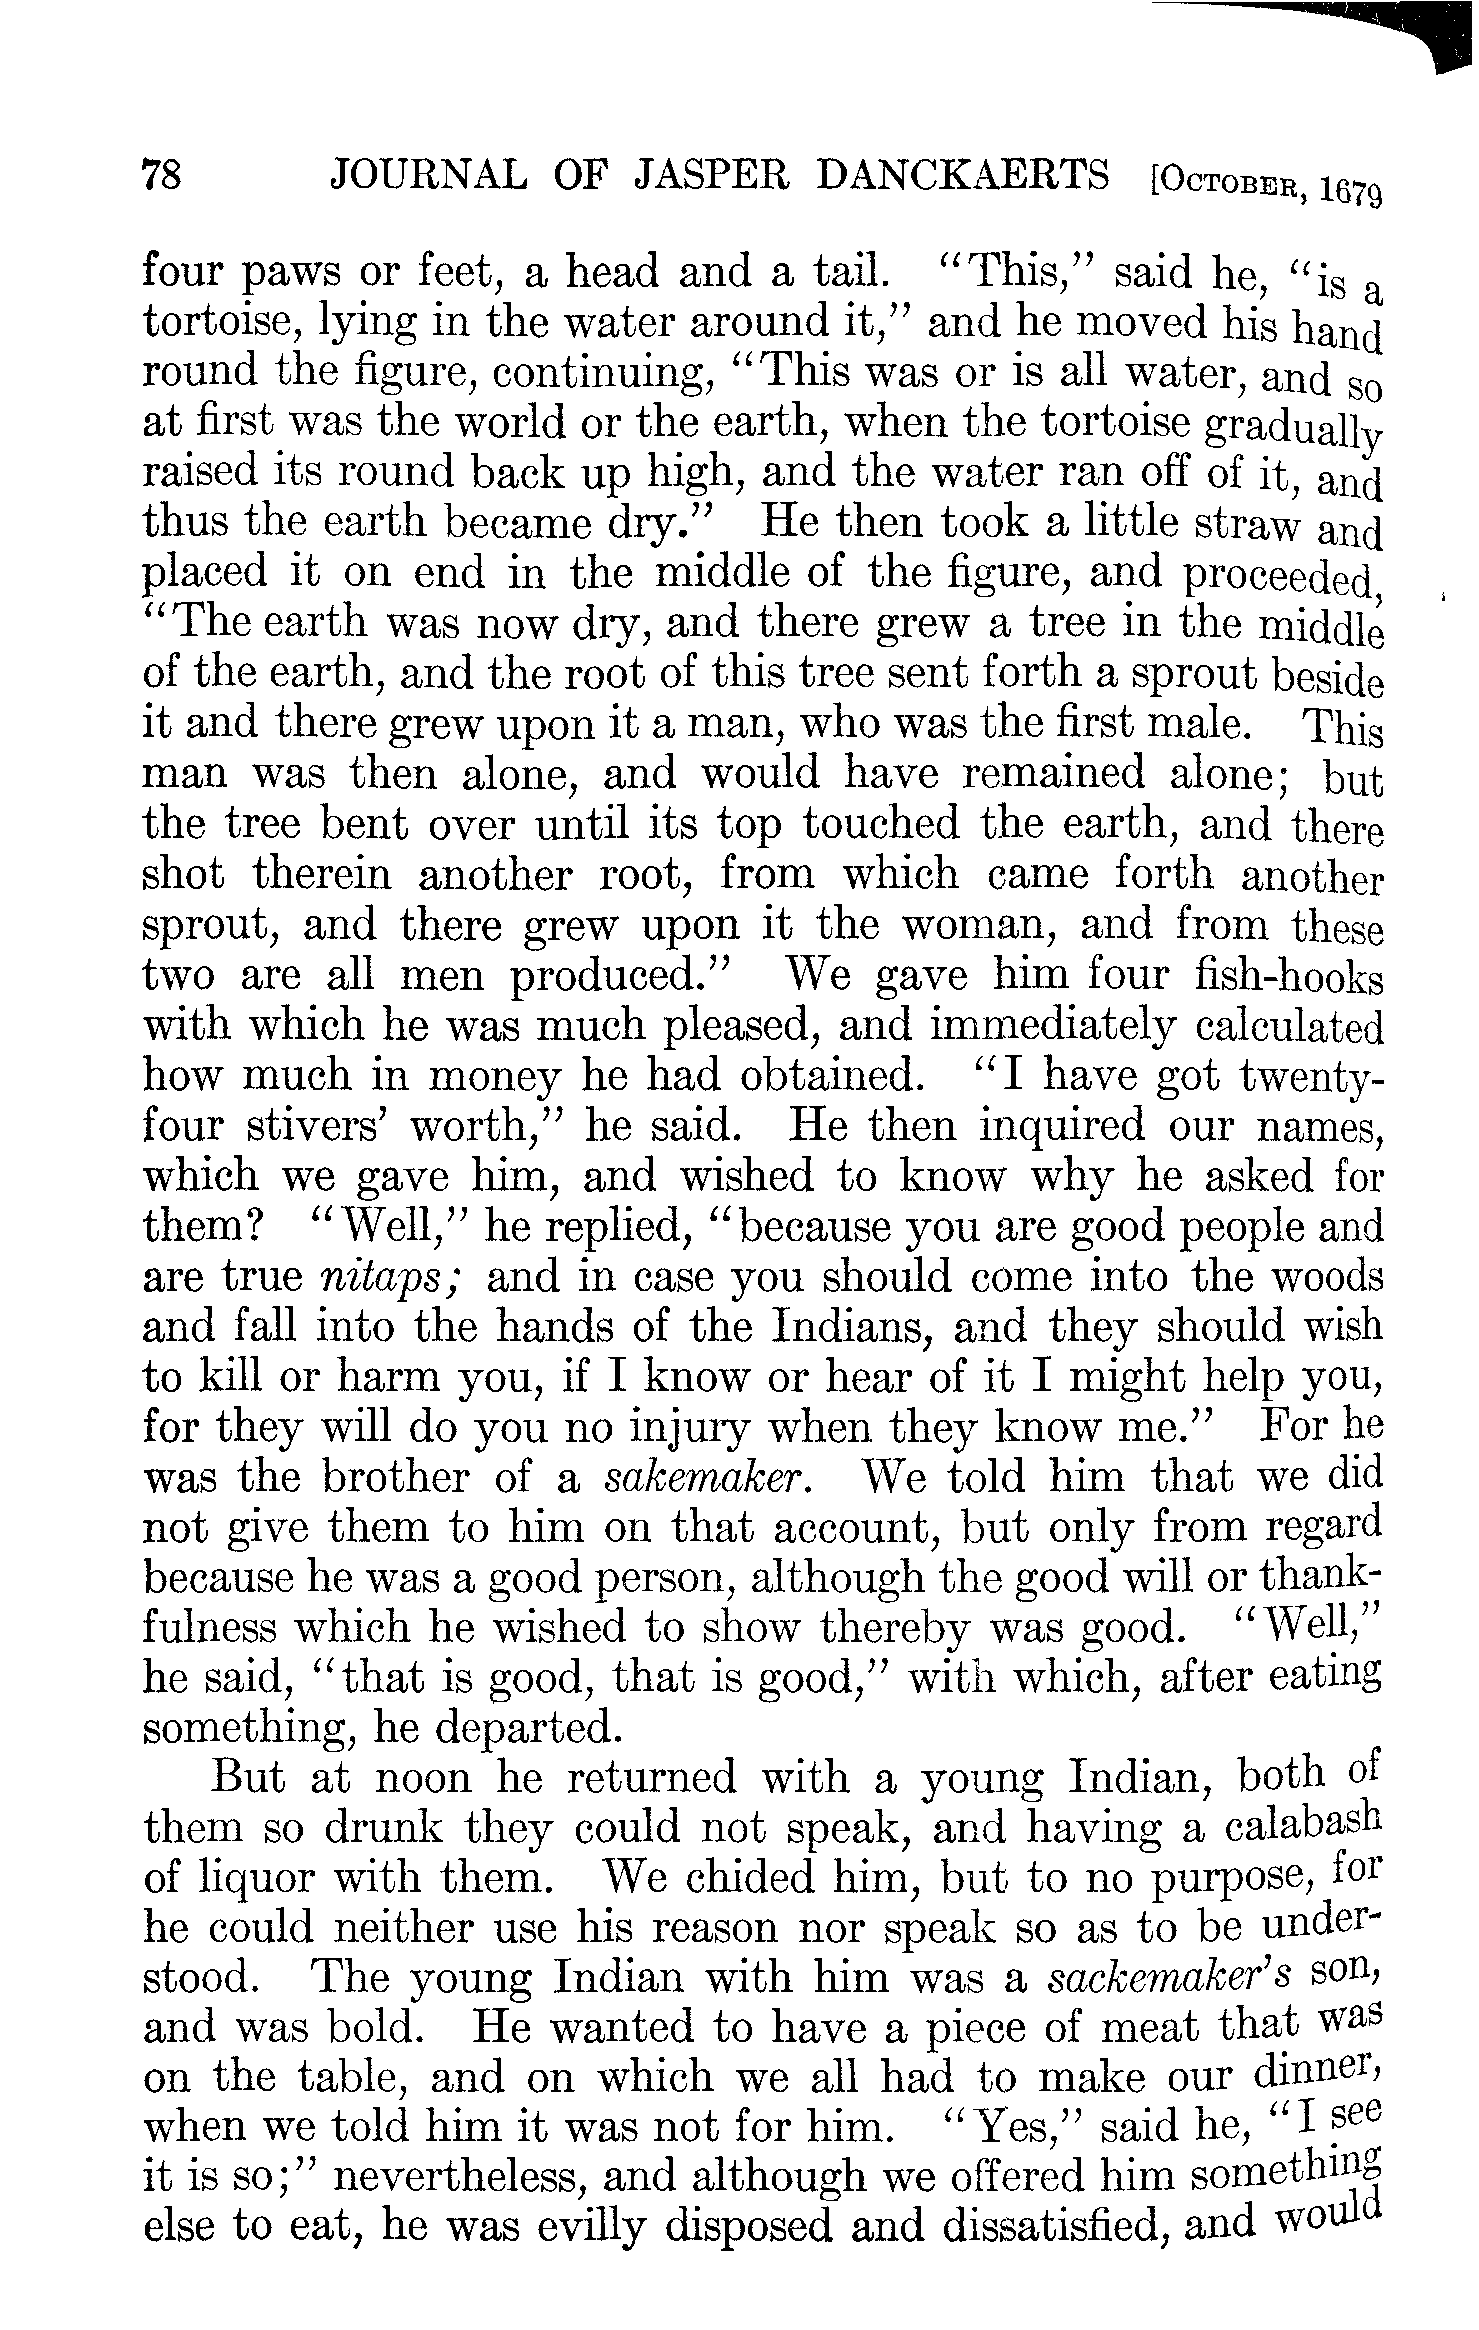 78 JOURNAL OF JASPER DANCKAERTS [OCTOBER, 1679
four paws or feet, a head and a tail. "This," said he, "is a
tortoise, lying in the water around it," and he moved his hand
round the figure, continuing, "This was or is all water, and so
at first was the world or the earth, when the tortoise gradually
raised its round back up high, and the water ran off of it, and
thus the earth became dry." He then took a little straw and
placed it on end in the middle of the figure, and proceeded,
"The earth was now dry, and there grew a tree in the middle
of the earth, and the root of this tree sent forth a sprout beside
it and there grew upon it a man, who was the first male. This
man was then alone, and would have remained alone; but
the tree bent over until its top touched the earth, and there
shot therein another root, from which came forth another
sprout, and there grew upon it the woman, and from these
two are all men produced." We gave him four fish-hooks
with which he was much pleased, and immediately calculated
how much in money he had obtained. "I have got twenty-
four stivers' worth," he said. He then inquired our names,
which we gave him, and wished to know why he asked for
them? "Well," he replied, "because you are good people and
are true nitaps; and in case you should come into the woods
and fall into the hands of the Indians, and they should wish
to kill or harm you, if I know or hear of it I might help you,
for they will do you no injury when they know me." For he
was the brother of a sakemaker. We told him that we did
not give them to him on that account, but only from regard
because he was a good person, although the good will or thank-
fulness which he wished to show thereby was good. "Well,"
he said, "that is good, that is good," with which, after eating
something, he departed.
But at noon he returned with a young Indian, both of
them so drunk they could not speak, and having a calabash
of liquor with them. We chided him, but to no purpose, for
he could neither use his reason nor speak so as to be under-
stood. The young Indian with him was a sackemaker's son,
and was bold. He wanted to have a piece of meat that was
on the table, and on which we all had to make our dinner,
when we told him it was not for him. "Yes," said he, "I see
it is so;" nevertheless, and although we offered him something
else to eat, he was evilly disposed and dissatisfied, and would